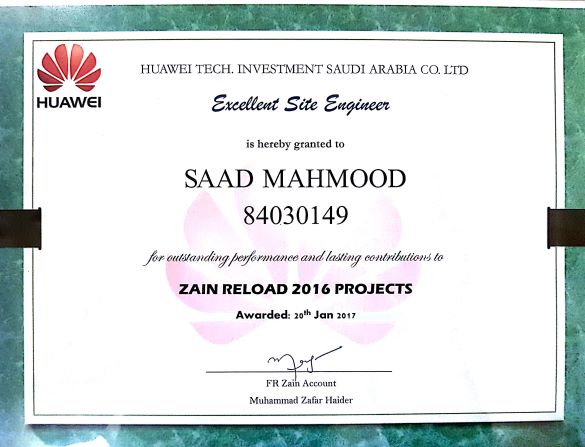 HUAWEI
HUAWEI TECH. INVESTMENT SAUDI ARABIA CO. LTD
Excellent Site Engineer
is hereby granted to
SAAD MAHMOOD
84030149
for outstanding performance and lasting contributions to
ZAIN RELOAD 2016 PROJECTS
Awarded: 20th Jan 2017
FR Zain Account
Muhammad Zafar Haider